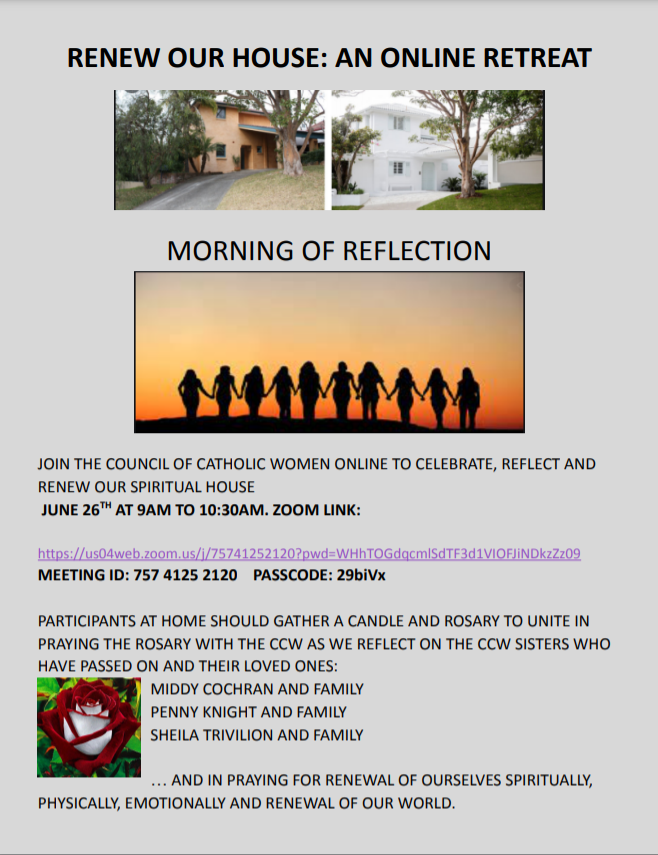 RENEW OUR HOUSE: AN ONLINE RETREAT
MORNING OF REFLECTION
JOIN THE COUNCIL OF CATHOLIC WOMEN ONLINE TO CELEBRATE, REFLECT AND
RENEW OUR SPIRITUAL HOUSE
JUNE 26TH AT 9AM TO 10:30AM. ZOOM LINK:
https://us04web.zoom.us/j/75741252120?pwd=WHhTOGdqcmlSdTF3d1VIOFJiNDkzZz09
MEETING ID: 757 4125 2120 PASSCODE: 29biVx
PARTICIPANTS AT HOME SHOULD GATHER A CANDLE AND ROSARY TO UNITE IN
PRAYING THE ROSARY WITH THE CCW AS WE REFLECT ON THE CCW SISTERS WHO
HAVE PASSED ON AND THEIR LOVED ONES:
MIDDY COCHRAN AND FAMILY
PENNY KNIGHT AND FAMILY
SHEILA TRIVILION AND FAMILY
... AND IN PRAYING FOR RENEWAL OF OURSELVES SPIRITUALLY,
PHYSICALLY, EMOTIONALLY AND RENEWAL OF OUR WORLD.